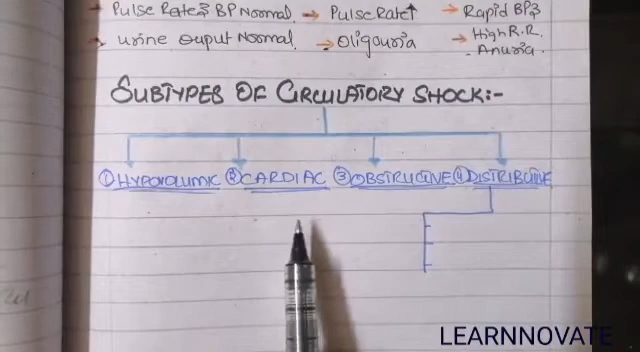 → Pulse Rate & BP Normal → Pulse Rate↑ → Rapid BP &
→ Urine Ouput Normal → Oligouria → High R.R.
- Anuria.
SUBTYPES OF CIRCULATORY SHOCK:-
① HYPOVOLUMIC ② CARDIAC ③ OBSTRUCTIVE ④ DISTRIBUTIVE
LEARNNOVATE